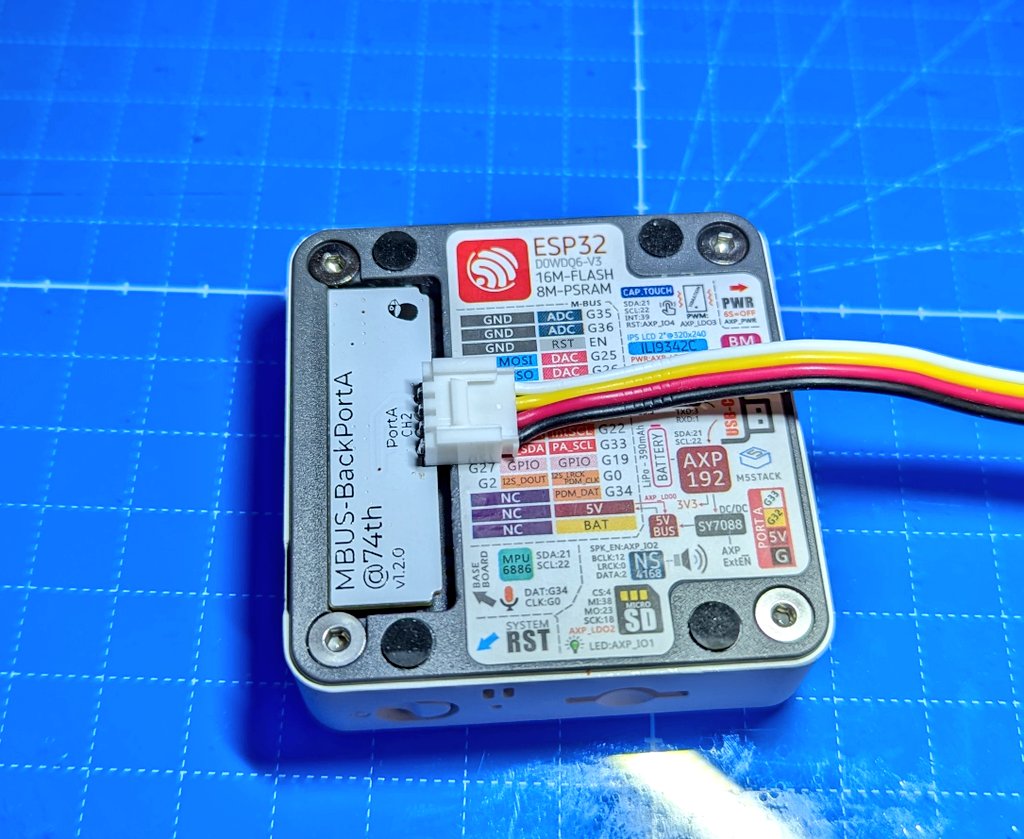 MBUS-BackPortA
@74th
v1.2.0
PortA
CH2
ESP32
D0WDQ6-V3
16M-FLASH
8M-PSRAM
M-BUS
GND ADC G35
GND ADC G36
GND RST EN
MOSI DAC G25
SO DAC G26
G22
SDA PA_SCL G33
G27 GPIO GPIO G19
G2 I2S_DOUT PDM_CLK G0
NC PDM_DAT G34
NC 5V
NC BAT
CAP.TOUCH
SDA:21
SCL:22
INT:39
RST:AXP_IO4
PWM:
AXP_LDO3
PWR
6S=OFF
AXP_PWR
IPS LCD 2"@320x240
ILI9342C
BM
USB-C
TXD:3
RXD:1
SDA:21
SCL:22
LiPo-390mAh
BATTERY
AXP
192
M5STACK
AXP_LDO0
3V3
DC/DC
5V
BUS
SY7088
AXP_
ExtEN
PORT A
G33
G32
5V
G
BASE
BOARD
MPU
6886
SDA:21
SCL:22
DAT:G34
CLK:G0
SPK_EN:AXP_IO2
BCLK:12
LRCK:0
DATA:2
NS
4168
CS:4
MI:38
MO:23
SCK:18
AXP_LDO2
MICRO
SD
SYSTEM
RST
LED:AXP_IO1